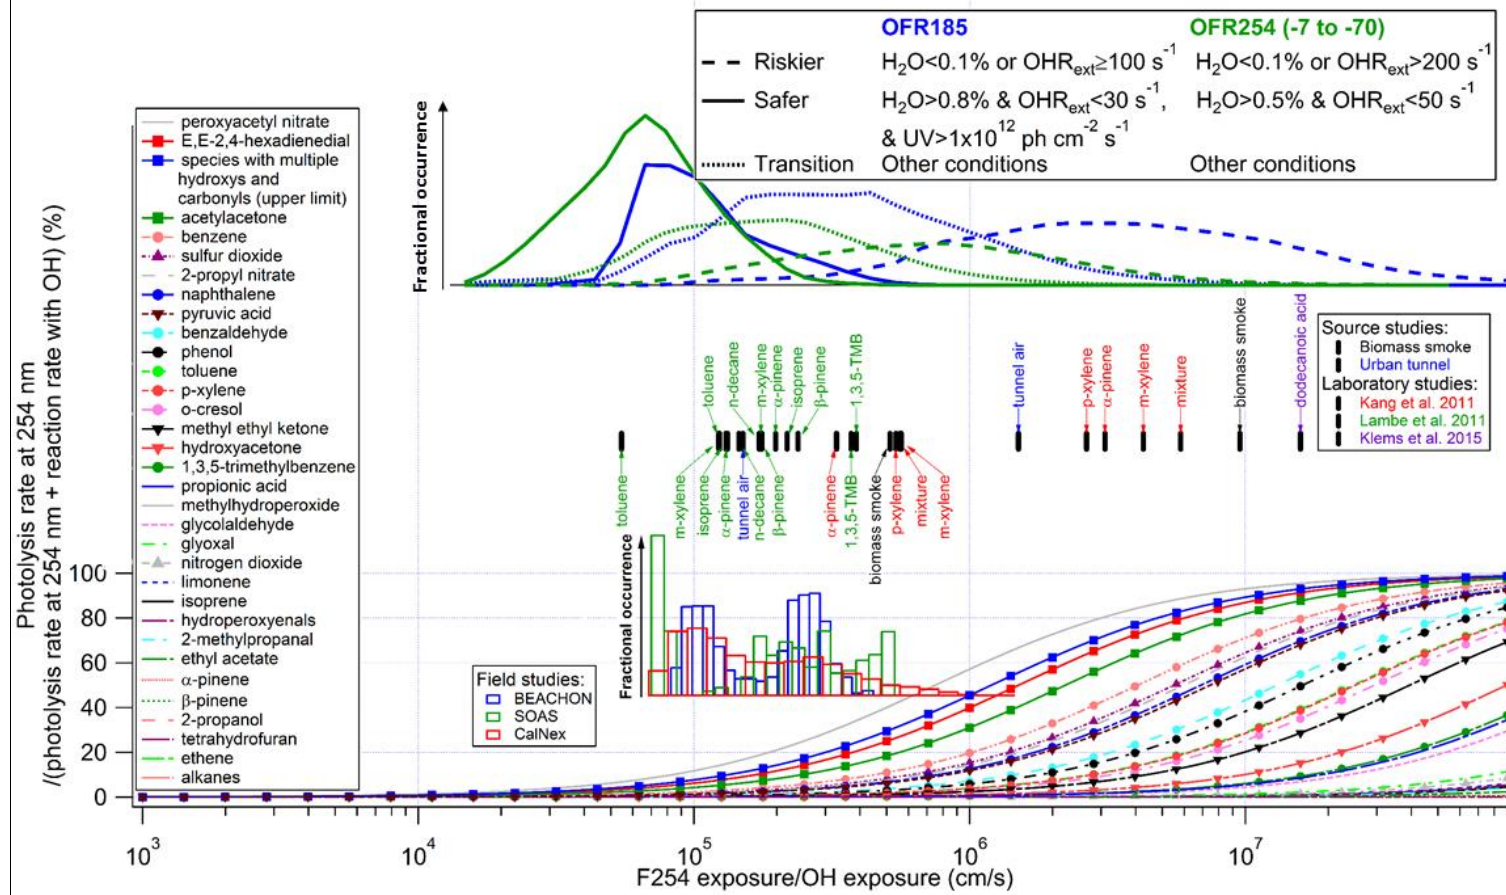 OFR185 OFR254 (-7 to -70)
Riskier H₂O<0.1% or OHRext≥100 s⁻¹ H₂O<0.1% or OHRext>200 s⁻¹
Safer H₂O>0.8% & OHRext<30 s⁻¹, H₂O>0.5% & OHRext<50 s⁻¹
& UV>1x10¹² ph cm⁻² s⁻¹
Transition Other conditions Other conditions
Fractional occurrence
peroxyacetyl nitrate
E,E-2,4-hexadienedial
species with multiple
hydroxys and
carbonyls (upper limit)
acetylacetone
benzene
sulfur dioxide
2-propyl nitrate
naphthalene
pyruvic acid
benzaldehyde
phenol
toluene
p-xylene
o-cresol
methyl ethyl ketone
hydroxyacetone
1,3,5-trimethylbenzene
propionic acid
methylhydroperoxide
glycolaldehyde
glyoxal
nitrogen dioxide
limonene
isoprene
hydroperoxyenals
2-methylpropanal
ethyl acetate
α-pinene
β-pinene
2-propanol
tetrahydrofuran
ethene
alkanes
toluene
n-decane
m-xylene
α-pinene
isoprene
β-pinene
1,3,5-TMB
tunnel air
p-xylene
α-pinene
m-xylene
mixture
biomass smoke
dodecanoic acid
Source studies:
Biomass smoke
Urban tunnel
Laboratory studies:
Kang et al. 2011
Lambe et al. 2011
Klems et al. 2015
toluene
m-xylene
isoprene
α-pinene
tunnel air
n-decane
β-pinene
α-pinene
1,3,5-TMB
biomass smoke
p-xylene
mixture
m-xylene
Fractional occurrence
Field studies:
BEACHON
SOAS
CalNex
Photolysis rate at 254 nm
/(photolysis rate at 254 nm + reaction rate with OH) (%)
100
80
60
40
20
0
10³ 10⁴ 10⁵ 10⁶ 10⁷
F254 exposure/OH exposure (cm/s)